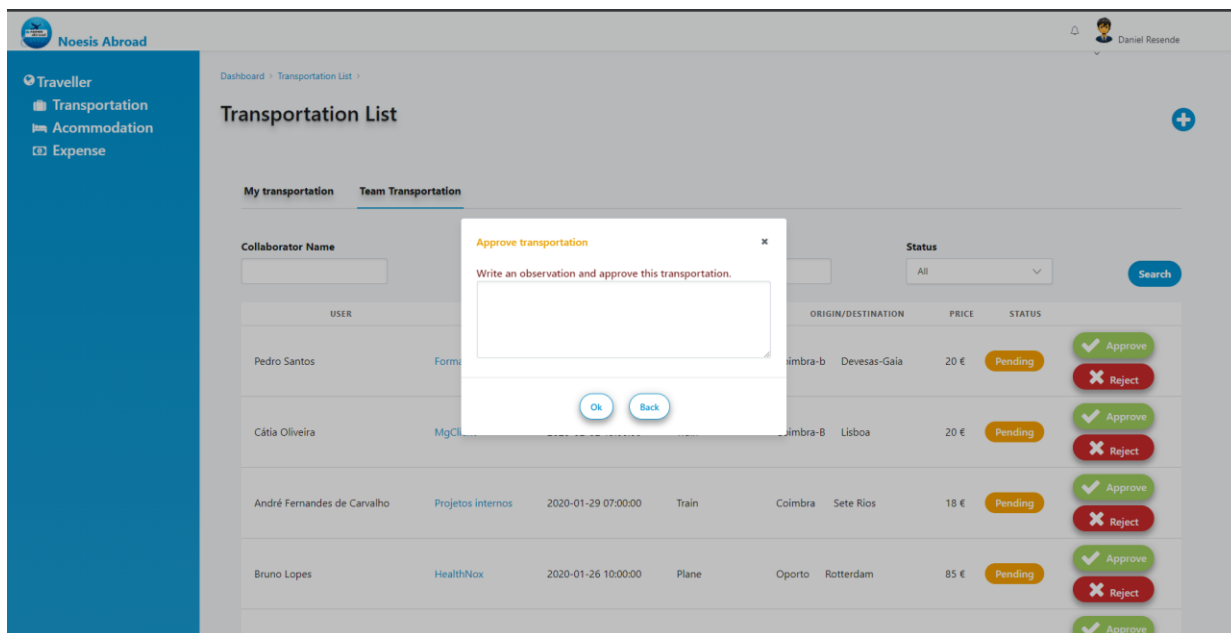 Noesis Abroad
Daniel Resende
Traveller
Transportation
Acommodation
Expense
Dashboard > Transportation List >
Transportation List
My transportation Team Transportation
Collaborator Name
Status
All
Search
Approve transportation
Write an observation and approve this transportation.
Ok Back
USER ORIGIN/DESTINATION PRICE STATUS
Pedro Santos Forma Devesas-Gaia 20 € Pending Approve
Reject
Cátia Oliveira Lisboa 20 € Pending Approve
Reject
André Fernandes de Carvalho Projetos internos 2020-01-29 07:00:00 Train Coimbra Sete Rios 18 € Pending Approve
Reject
Bruno Lopes HealthNox 2020-01-26 10:00:00 Plane Oporto Rotterdam 85 € Pending Approve
Reject
Approve